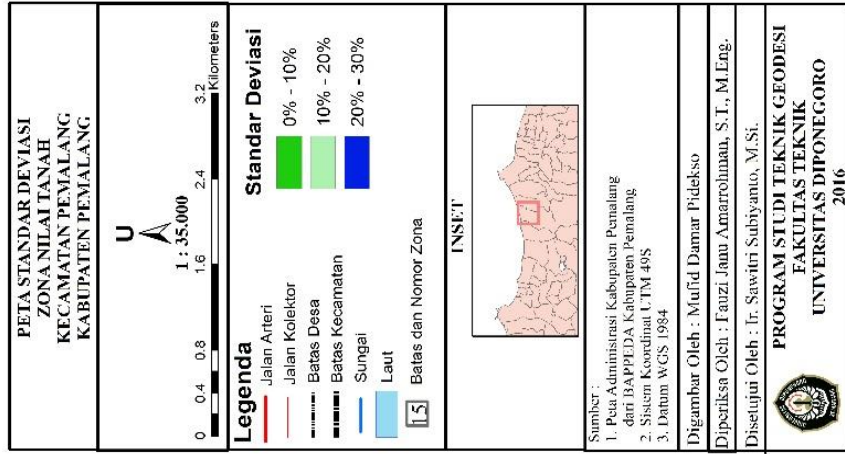 PETA STANDAR DEVIASI
ZONA NILAI TANAH
KECAMATAN PEMALANG
KABUPATEN PEMALANG
U
1 : 35.000
0 0.4 0.8 1.6 2.4 3.2
Kilometers
Legenda
Jalan Arteri
Jalan Kolektor
Batas Desa
Batas Kecamatan
Sungai
Laut
15 Batas dan Nomor Zona
Standar Deviasi
0% - 10%
10% - 20%
20% - 30%
INSET
Sumber :
1. Peta Administrasi Kabupaten Pemalang
dari BAPPEDA Kabupaten Pemalang
2. Sistem Koordinat UTM 49S
3. Datum WGS 1984
Digambar Oleh : Mufid Damar Pidekso
Diperiksa Oleh : Fauzi Janu Amarrohman, S.T., M.Eng.
Disetujui Oleh : Ir. Sawitri Subiyanto, M.Si.
PROGRAM STUDI TEKNIK GEODESI
FAKULTAS TEKNIK
UNIVERSITAS DIPONEGORO
2016